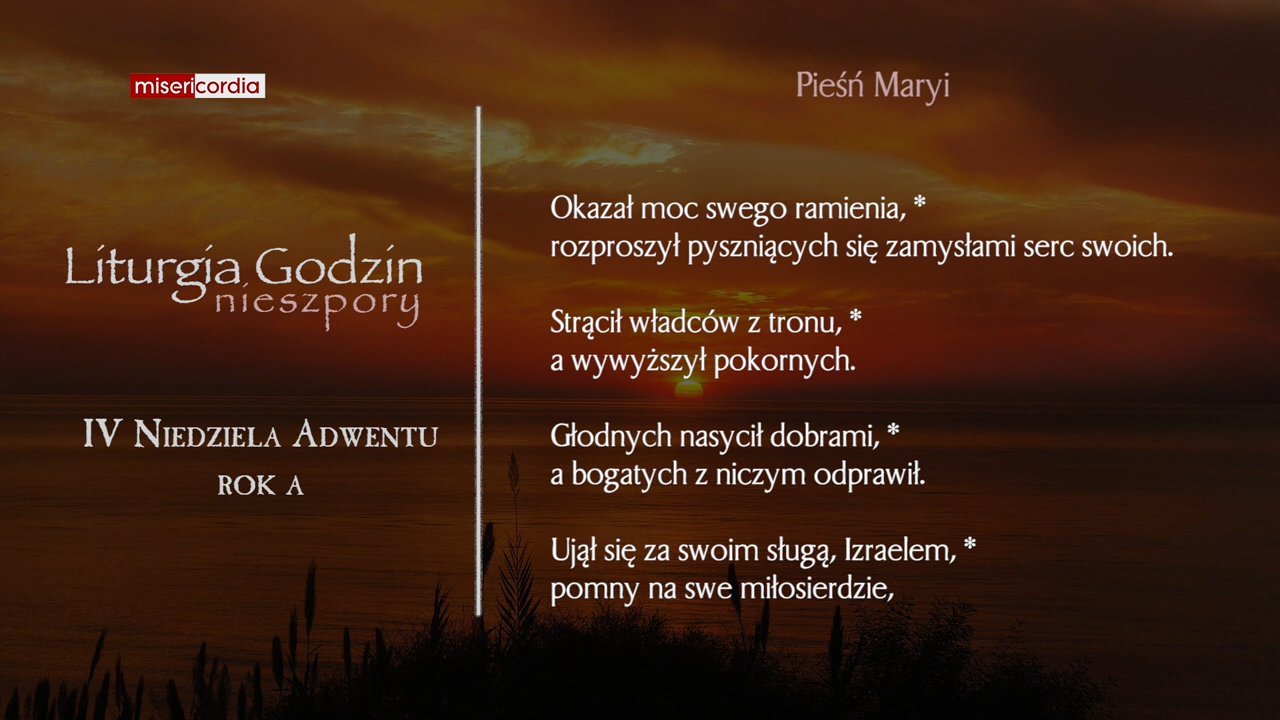 misericordia
Liturgia Godzin
nieszpory
IV Niedziela Adwentu
rok A
Pieśń Maryi
Okazał moc swego ramienia, *
rozproszył pyszniących się zamysłami serc swoich.
Strącił władców z tronu, *
a wywyższył pokornych.
Głodnych nasycił dobrami, *
a bogatych z niczym odprawił.
Ujął się za swoim sługą, Izraelem, *
pomny na swe miłosierdzie,